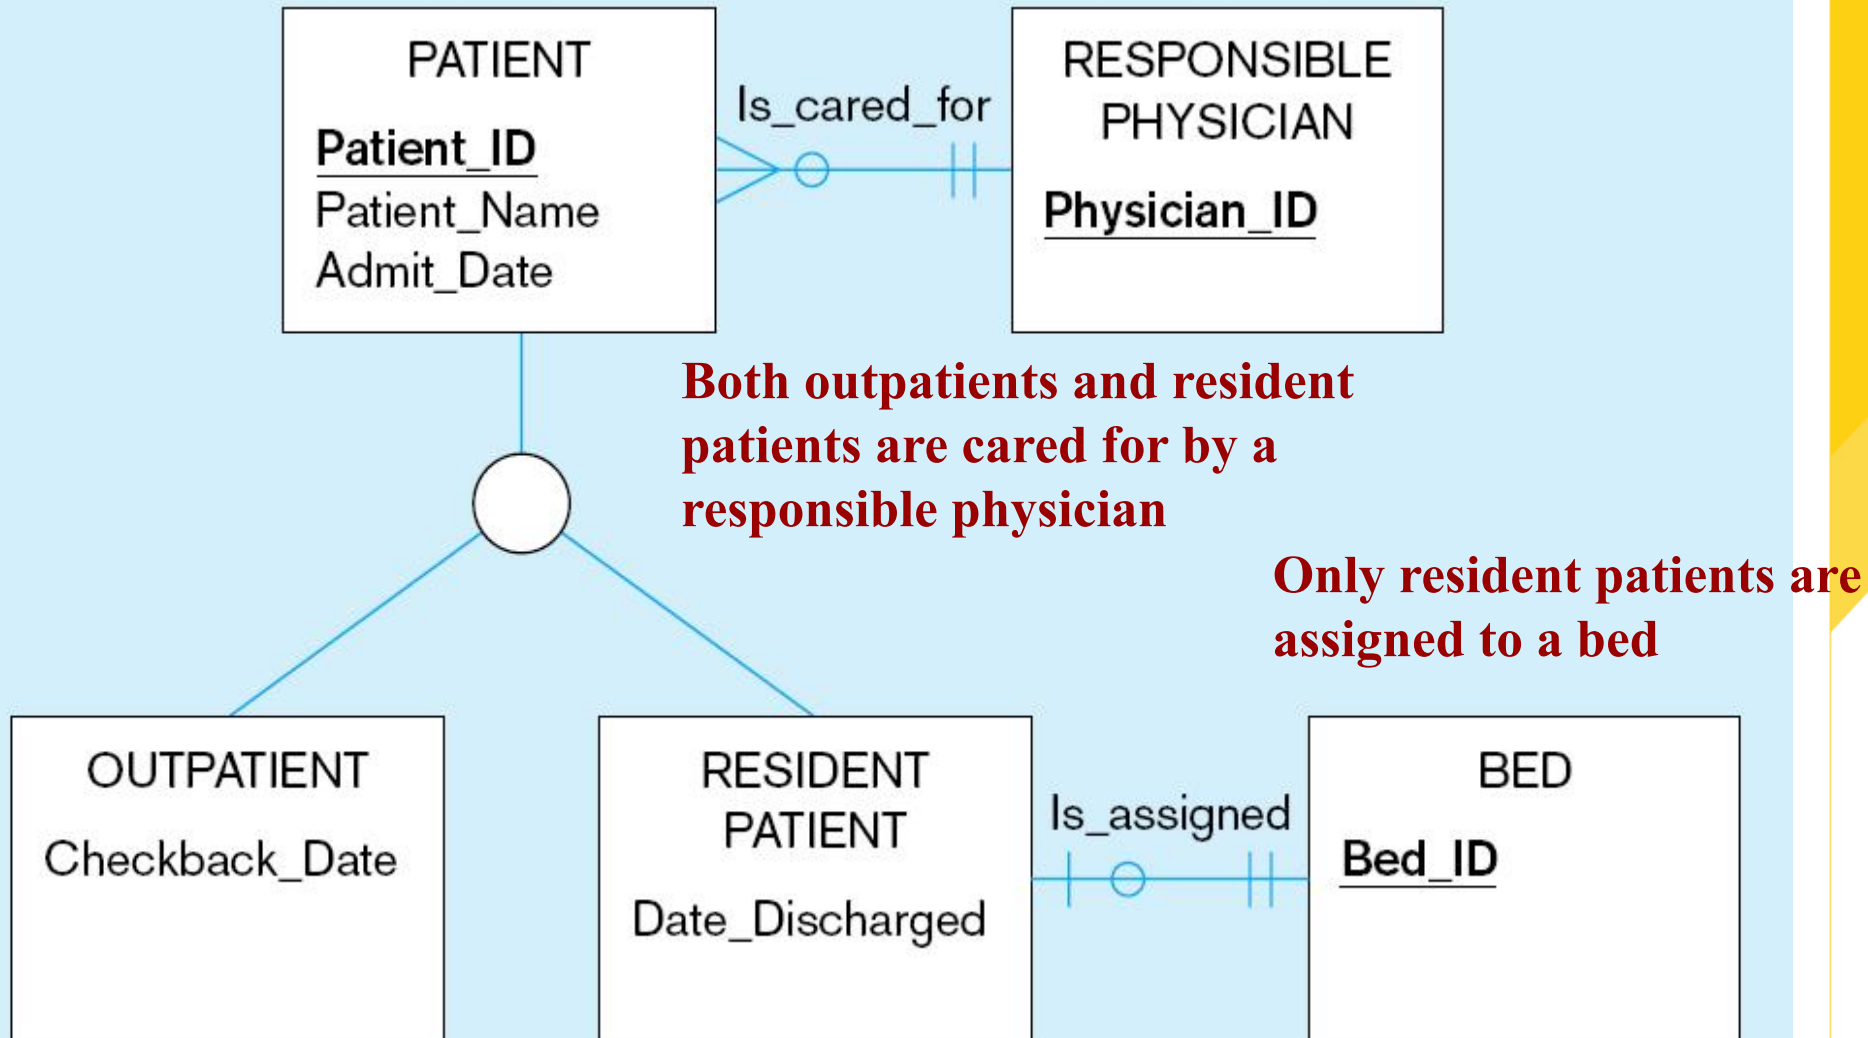 PATIENT
Patient_ID
Patient_Name
Admit_Date
Is_cared_for
RESPONSIBLE
PHYSICIAN
Physician_ID
Both outpatients and resident
patients are cared for by a
responsible physician
Only resident patients are
assigned to a bed
OUTPATIENT
Checkback_Date
RESIDENT
PATIENT
Date_Discharged
Is_assigned
BED
Bed_ID